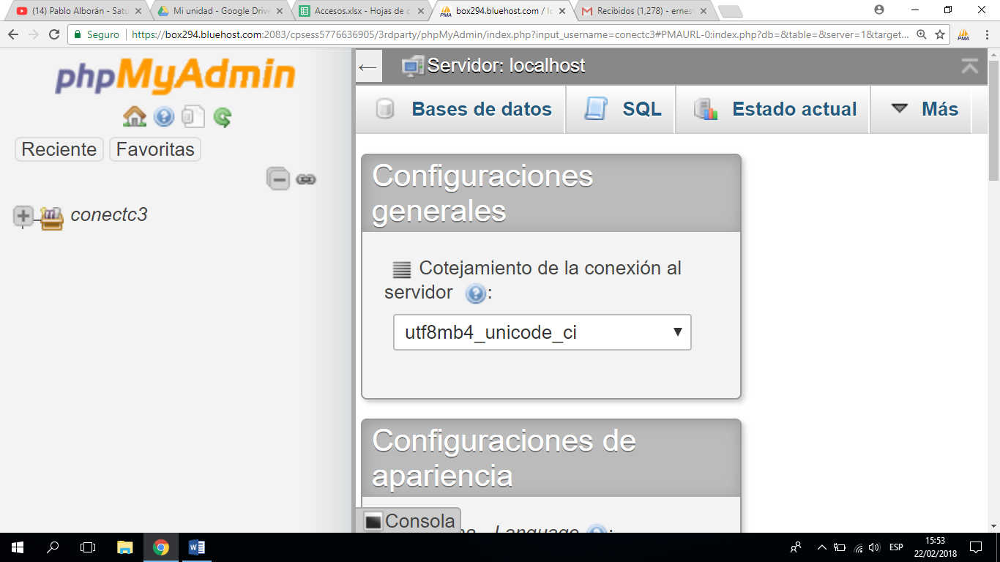 (14) Pablo Alborán - Satu
Mi unidad - Google Drive
Accesos.xlsx - Hojas de c
box294.bluehost.com / lo
Recibidos (1,278) - ernes
Seguro
https://box294.bluehost.com:2083/cpsess5776636905/3rdparty/phpMyAdmin/index.php?input_username=conectc3#PMAURL-0:index.php?db=&table=&server=1&target...
phpMyAdmin
Reciente
Favoritas
conectc3
← Servidor: localhost
Bases de datos
SQL
Estado actual
Más
Configuraciones
generales
Cotejamiento de la conexión al
servidor ? :
utf8mb4_unicode_ci
Configuraciones de
apariencia
Language
Consola
ESP
15:53
22/02/2018